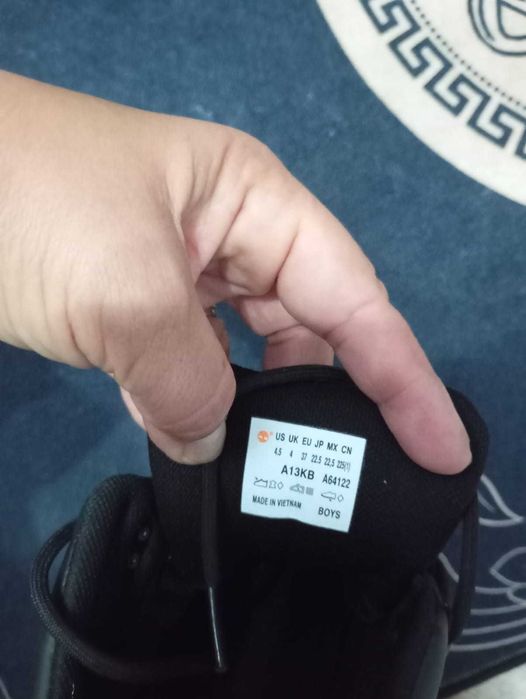 US UK EU JP MX CN
4.5 4 37 22.5 22,5 225(1)
A13KB A64122
MADE IN VIETNAM BOYS